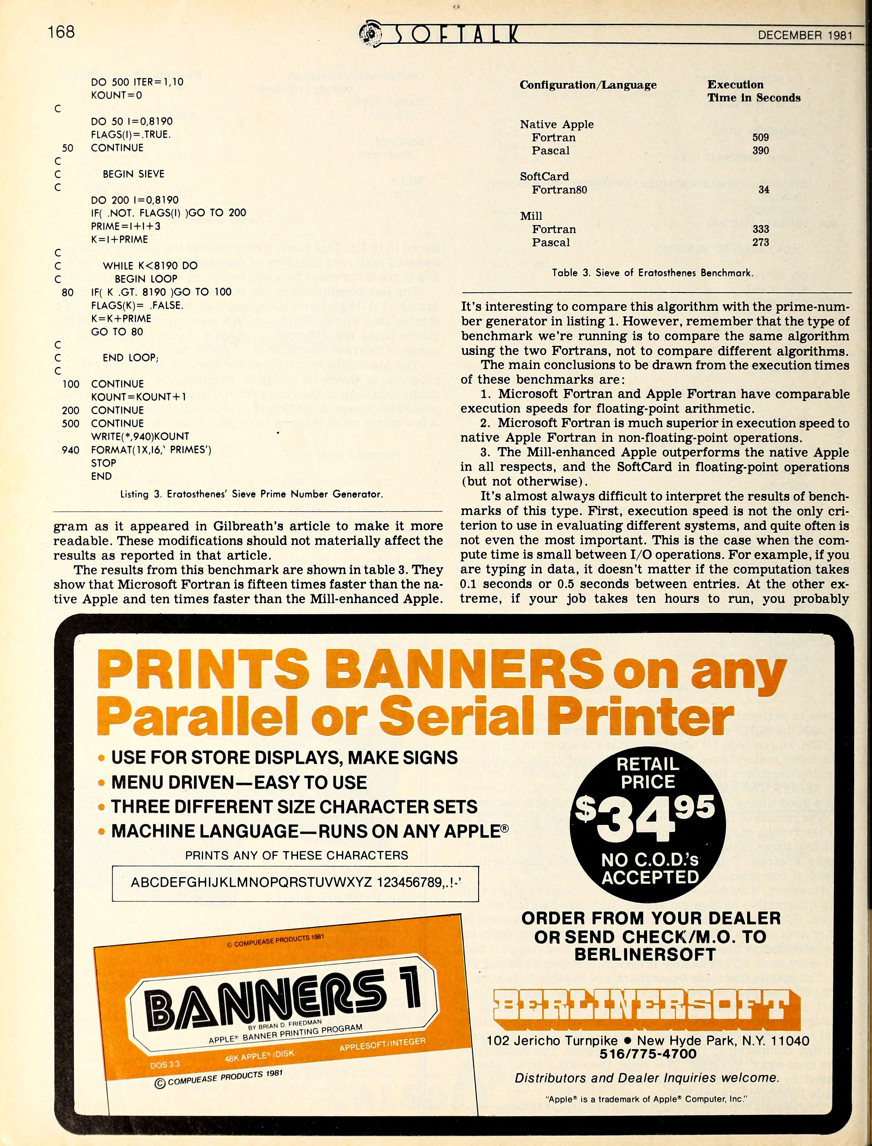 168
SOFTALK
DECEMBER 1981
DO 500 ITER=1,10
KOUNT=0
C
DO 50 I=0,8190
FLAGS(I)=.TRUE.
50 CONTINUE
C
C BEGIN SIEVE
C
DO 200 I=0,8190
IF( .NOT. FLAGS(I) )GO TO 200
PRIME=I+I+3
K=I+PRIME
C
C WHILE K<8190 DO
C BEGIN LOOP
80 IF( K .GT. 8190 )GO TO 100
FLAGS(K)= .FALSE.
K=K+PRIME
GO TO 80
C
C END LOOP;
C
100 CONTINUE
KOUNT=KOUNT+1
200 CONTINUE
500 CONTINUE
WRITE(*,940)KOUNT
940 FORMAT(1X,I6,' PRIMES')
STOP
END
Listing 3. Eratosthenes' Sieve Prime Number Generator.
gram as it appeared in Gilbreath's article to make it more
readable. These modifications should not materially affect the
results as reported in that article.
The results from this benchmark are shown in table 3. They
show that Microsoft Fortran is fifteen times faster than the na-
tive Apple and ten times faster than the Mill-enhanced Apple.
Configuration/Language Execution
Time in Seconds
Native Apple
Fortran 509
Pascal 390
SoftCard
Fortran80 34
Mill
Fortran 333
Pascal 273
Table 3. Sieve of Eratosthenes Benchmark.
It's interesting to compare this algorithm with the prime-num-
ber generator in listing 1. However, remember that the type of
benchmark we're running is to compare the same algorithm
using the two Fortrans, not to compare different algorithms.
The main conclusions to be drawn from the execution times
of these benchmarks are:
1. Microsoft Fortran and Apple Fortran have comparable
execution speeds for floating-point arithmetic.
2. Microsoft Fortran is much superior in execution speed to
native Apple Fortran in non-floating-point operations.
3. The Mill-enhanced Apple outperforms the native Apple
in all respects, and the SoftCard in floating-point operations
(but not otherwise).
It's almost always difficult to interpret the results of bench-
marks of this type. First, execution speed is not the only cri-
terion to use in evaluating different systems, and quite often is
not even the most important. This is the case when the com-
pute time is small between I/O operations. For example, if you
are typing in data, it doesn't matter if the computation takes
0.1 seconds or 0.5 seconds between entries. At the other ex-
treme, if your job takes ten hours to run, you probably
PRINTS BANNERS on any
Parallel or Serial Printer
• USE FOR STORE DISPLAYS, MAKE SIGNS
• MENU DRIVEN—EASY TO USE
• THREE DIFFERENT SIZE CHARACTER SETS
• MACHINE LANGUAGE—RUNS ON ANY APPLE®
PRINTS ANY OF THESE CHARACTERS
ABCDEFGHIJKLMNOPQRSTUVWXYZ 123456789,.!-'
RETAIL
PRICE
$34.95
NO C.O.D.'s
ACCEPTED
© COMPUEASE PRODUCTS 1981
BANNERS 1
BY BRIAN D. FRIEDMAN
APPLE® BANNER PRINTING PROGRAM
DOS 3.3 48K APPLE® /DISK APPLESOFT/INTEGER
© COMPUEASE PRODUCTS 1981
ORDER FROM YOUR DEALER
OR SEND CHECK/M.O. TO
BERLINERSOFT
BERLINERSOFT
102 Jericho Turnpike ● New Hyde Park, N.Y. 11040
516/775-4700
Distributors and Dealer Inquiries welcome.
"Apple® is a trademark of Apple® Computer, Inc."